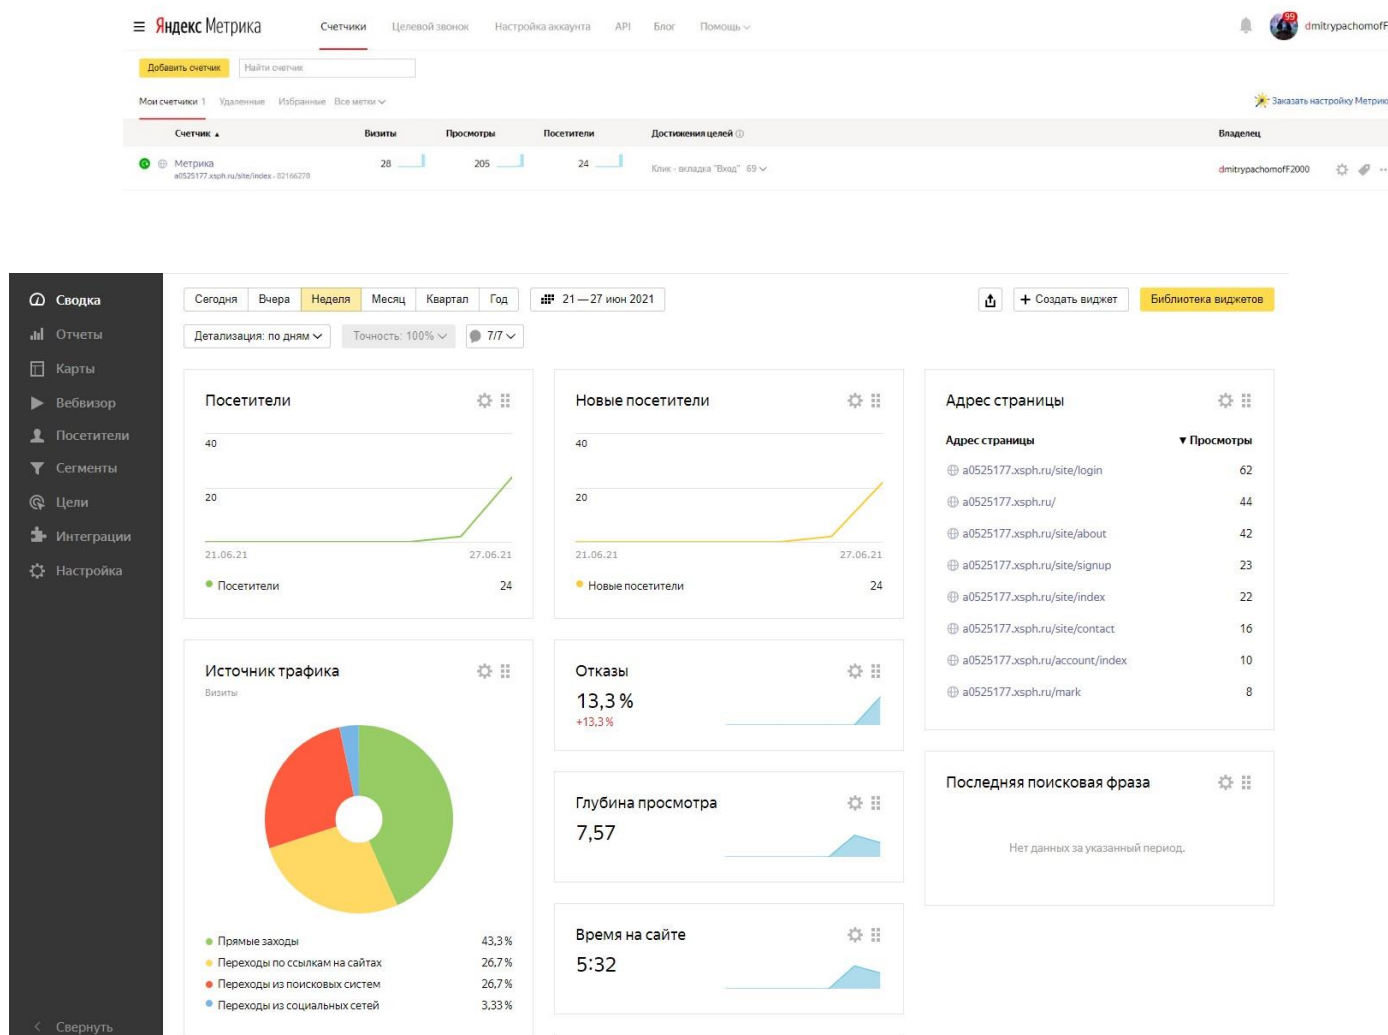 Яндекс Метрика Счетчики Целевой звонок Настройка аккаунта API Блог Помощь 99 dmitrypachomofF
Добавить счетчик Найти счетчик
Мои счетчики 1 Удаленные Избранные Все метки Заказать настройку Метрик
Счетчик Визиты Просмотры Посетители Достижения целей Владелец
Метрика 28 205 24 Клик - вкладка "Вход" 69 dmitrypachomofF2000
a0525177.xsph.ru/site/index - 82166278
Сводка
Отчеты
Карты
Вебвизор
Посетители
Сегменты
Цели
Интеграции
Настройка
Свернуть
Сегодня Вчера Неделя Месяц Квартал Год 21 — 27 июн 2021 + Создать виджет Библиотека виджетов
Детализация: по дням Точность: 100% 7/7
Посетители
40
20
21.06.21 27.06.21
Посетители 24
Новые посетители
40
20
21.06.21 27.06.21
Новые посетители 24
Адрес страницы
Адрес страницы ▼ Просмотры
a0525177.xsph.ru/site/login 62
a0525177.xsph.ru/ 44
a0525177.xsph.ru/site/about 42
a0525177.xsph.ru/site/signup 23
a0525177.xsph.ru/site/index 22
a0525177.xsph.ru/site/contact 16
a0525177.xsph.ru/account/index 10
a0525177.xsph.ru/mark 8
Источник трафика
Визиты
Прямые заходы 43,3 %
Переходы по ссылкам на сайтах 26,7 %
Переходы из поисковых систем 26,7 %
Переходы из социальных сетей 3,33 %
Отказы
13,3 %
+13,3 %
Глубина просмотра
7,57
Время на сайте
5:32
Последняя поисковая фраза
Нет данных за указанный период.